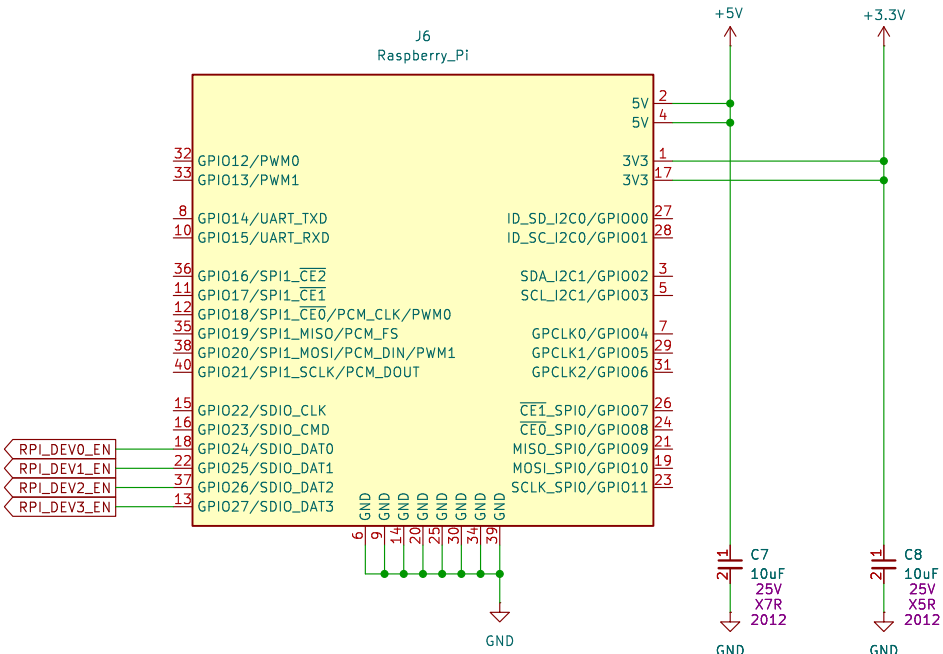 +5V
+3.3V
J6
Raspberry_Pi
5V 2
5V 4
32 GPIO12/PWM0
3V3 1
33 GPIO13/PWM1
3V3 17
8 GPIO14/UART_TXD
ID_SD_I2C0/GPIO00 27
10 GPIO15/UART_RXD
ID_SC_I2C0/GPIO01 28
36 GPIO16/SPI1_CE2
SDA_I2C1/GPIO02 3
11 GPIO17/SPI1_CE1
SCL_I2C1/GPIO03 5
12 GPIO18/SPI1_CE0/PCM_CLK/PWM0
35 GPIO19/SPI1_MISO/PCM_FS
GPCLK0/GPIO04 7
38 GPIO20/SPI1_MOSI/PCM_DIN/PWM1
GPCLK1/GPIO05 29
40 GPIO21/SPI1_SCLK/PCM_DOUT
GPCLK2/GPIO06 31
15 GPIO22/SDIO_CLK
CE1_SPI0/GPIO07 26
16 GPIO23/SDIO_CMD
CE0_SPI0/GPIO08 24
RPI_DEV0_EN
18 GPIO24/SDIO_DAT0
MISO_SPI0/GPIO09 21
RPI_DEV1_EN
22 GPIO25/SDIO_DAT1
MOSI_SPI0/GPIO10 19
RPI_DEV2_EN
37 GPIO26/SDIO_DAT2
SCLK_SPI0/GPIO11 23
RPI_DEV3_EN
13 GPIO27/SDIO_DAT3
GND GND GND GND GND GND GND GND
6 9 14 20 25 30 34 39
GND
1
2
C7
10uF
25V
X7R
2012
GND
1
2
C8
10uF
25V
X5R
2012
GND